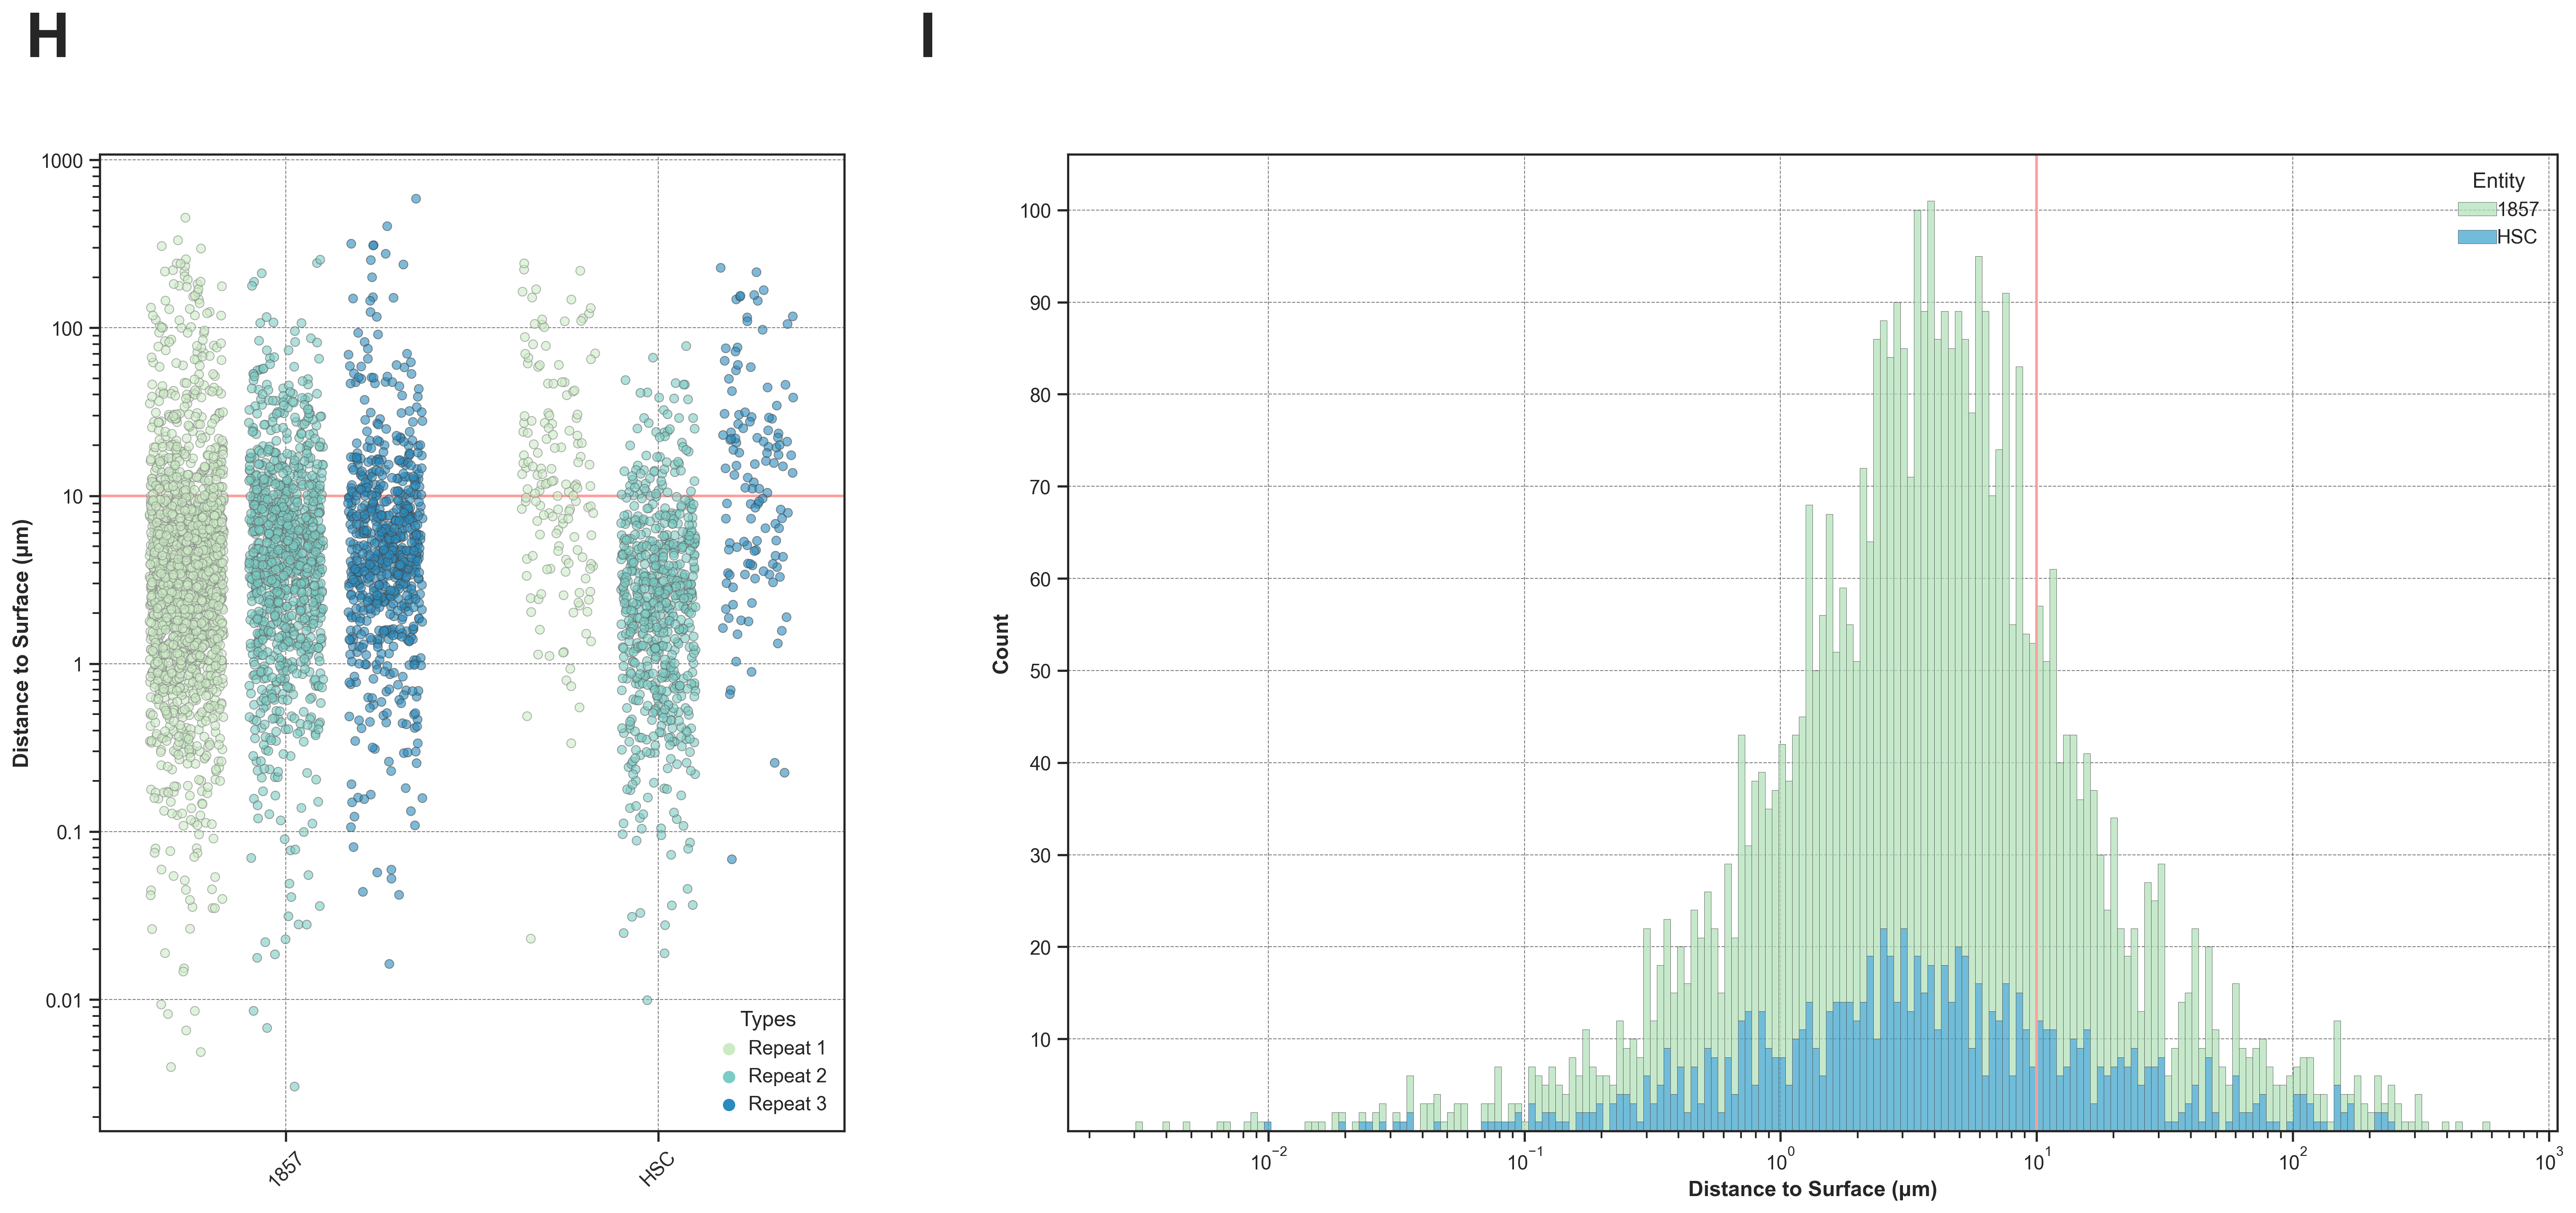 H
I
1000
100
10
1
0.1
0.01
Distance to Surface (µm)
1857
HSC
Types
Repeat 1
Repeat 2
Repeat 3
100
90
80
70
60
50
40
30
20
10
Count
Entity
1857
HSC
10⁻² 10⁻¹ 10⁰ 10¹ 10² 10³
Distance to Surface (µm)